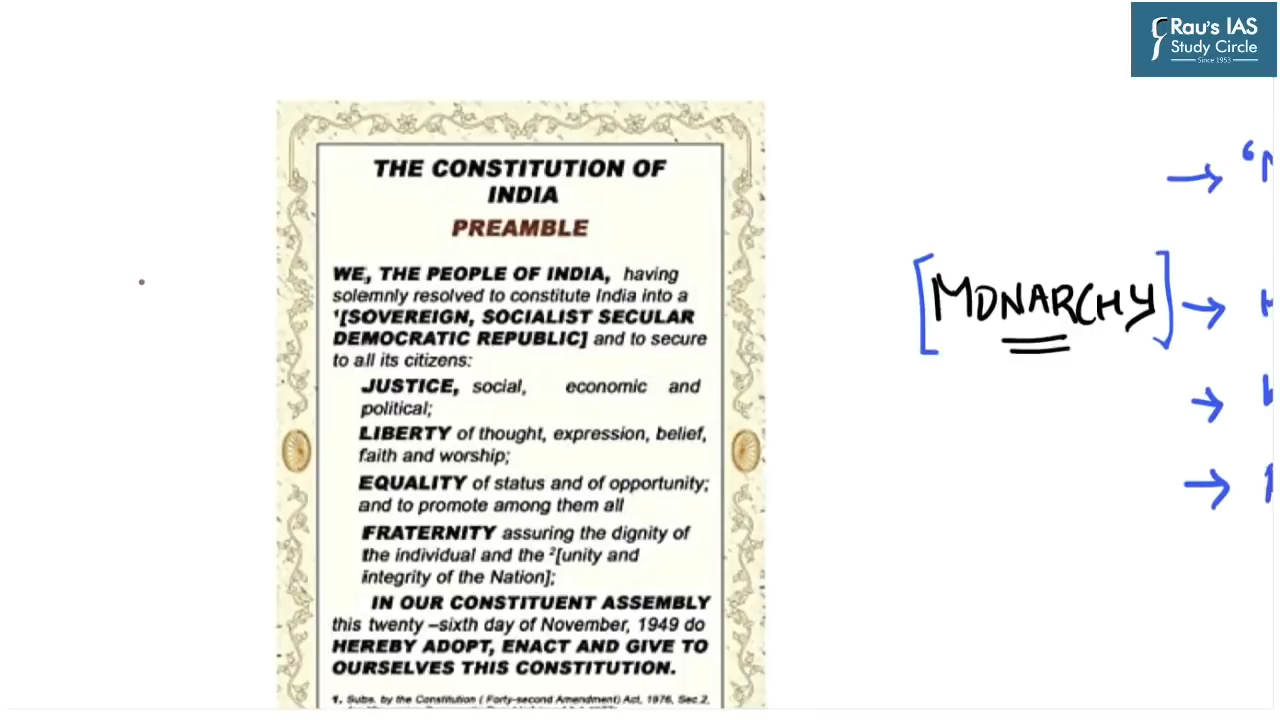 Rau's IAS
Study Circle
Since 1953
THE CONSTITUTION OF
INDIA
PREAMBLE
WE, THE PEOPLE OF INDIA, having
solemnly resolved to constitute India into a
¹[SOVEREIGN, SOCIALIST SECULAR
DEMOCRATIC REPUBLIC] and to secure
to all its citizens:
JUSTICE, social, economic and
political;
LIBERTY of thought, expression, belief,
faith and worship;
EQUALITY of status and of opportunity;
and to promote among them all
FRATERNITY assuring the dignity of
the individual and the ²[unity and
integrity of the Nation];
IN OUR CONSTITUENT ASSEMBLY
this twenty –sixth day of November, 1949 do
HEREBY ADOPT, ENACT AND GIVE TO
OURSELVES THIS CONSTITUTION.
1. Subs. by the Constitution ( Forty-second Amendment) Act, 1976, Sec.2,
[MONARCHY]